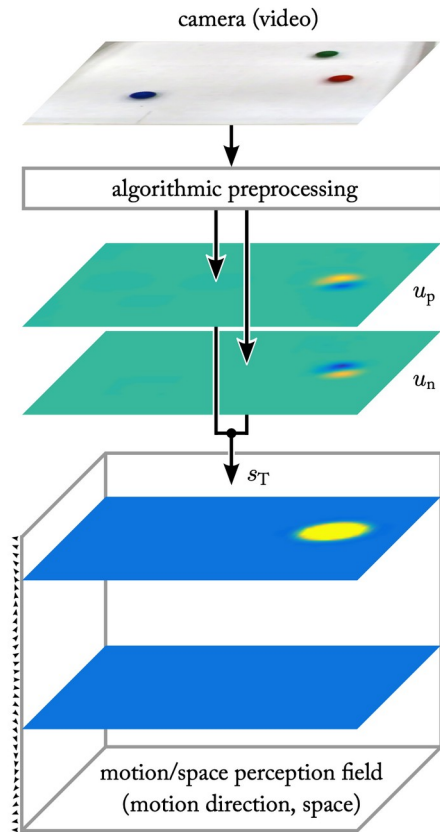 camera (video)
algorithmic preprocessing
u_p
u_n
s_T
motion/space perception field
(motion direction, space)